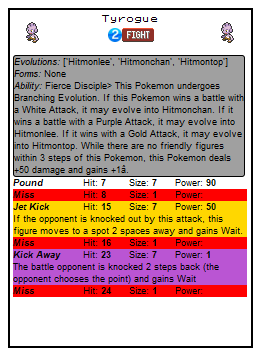 Tyrogue
2 FIGHT
Evolutions: ['Hitmonlee', 'Hitmonchan', 'Hitmontop']
Forms: None
Ability: Fierce Disciple> This Pokemon undergoes
Branching Evolution. If this Pokemon wins a battle with
a White Attack, it may evolve into Hitmonchan. If it
wins a battle with a Purple Attack, it may evolve into
Hitmonlee. If it wins with a Gold Attack, it may evolve
into Hitmontop. While there are no friendly figures
within 3 steps of this Pokemon, this Pokemon deals
+50 damage and gains +1å.
Pound Hit: 7 Size: 7 Power: 90
Miss Hit: 8 Size: 1 Power:
Jet Kick Hit: 15 Size: 7 Power: 50
If the opponent is knocked out by this attack, this
figure moves to a spot 2 spaces away and gains Wait.
Miss Hit: 16 Size: 1 Power:
Kick Away Hit: 23 Size: 7 Power: 1
The battle opponent is knocked 2 steps back (the
opponent chooses the point) and gains Wait
Miss Hit: 24 Size: 1 Power: